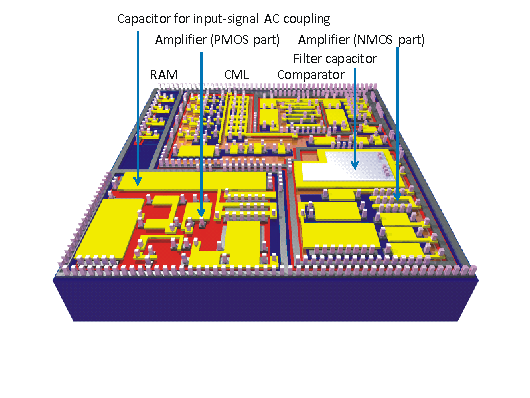 Capacitor for input-signal AC coupling
Amplifier (PMOS part) Amplifier (NMOS part)
Filter capacitor
RAM CML Comparator